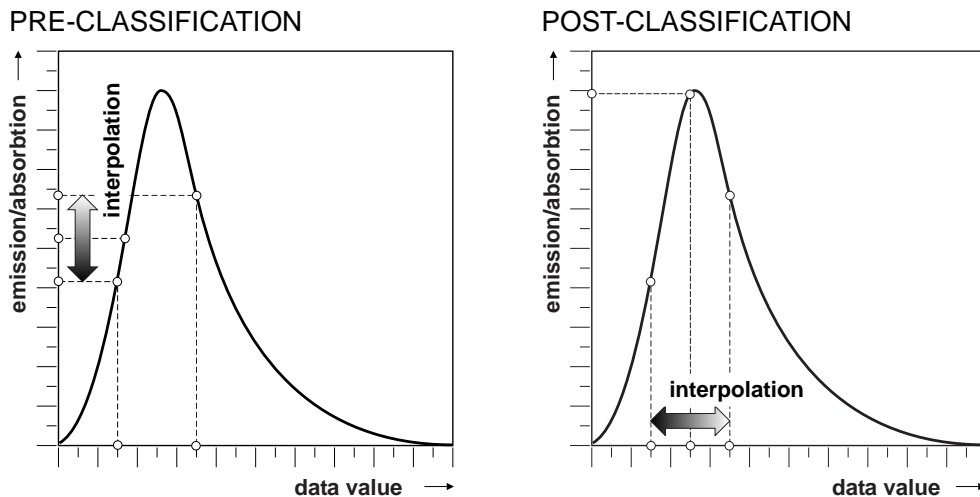 PRE-CLASSIFICATION
emission/absorbtion
interpolation
data value
POST-CLASSIFICATION
emission/absorbtion
interpolation
data value